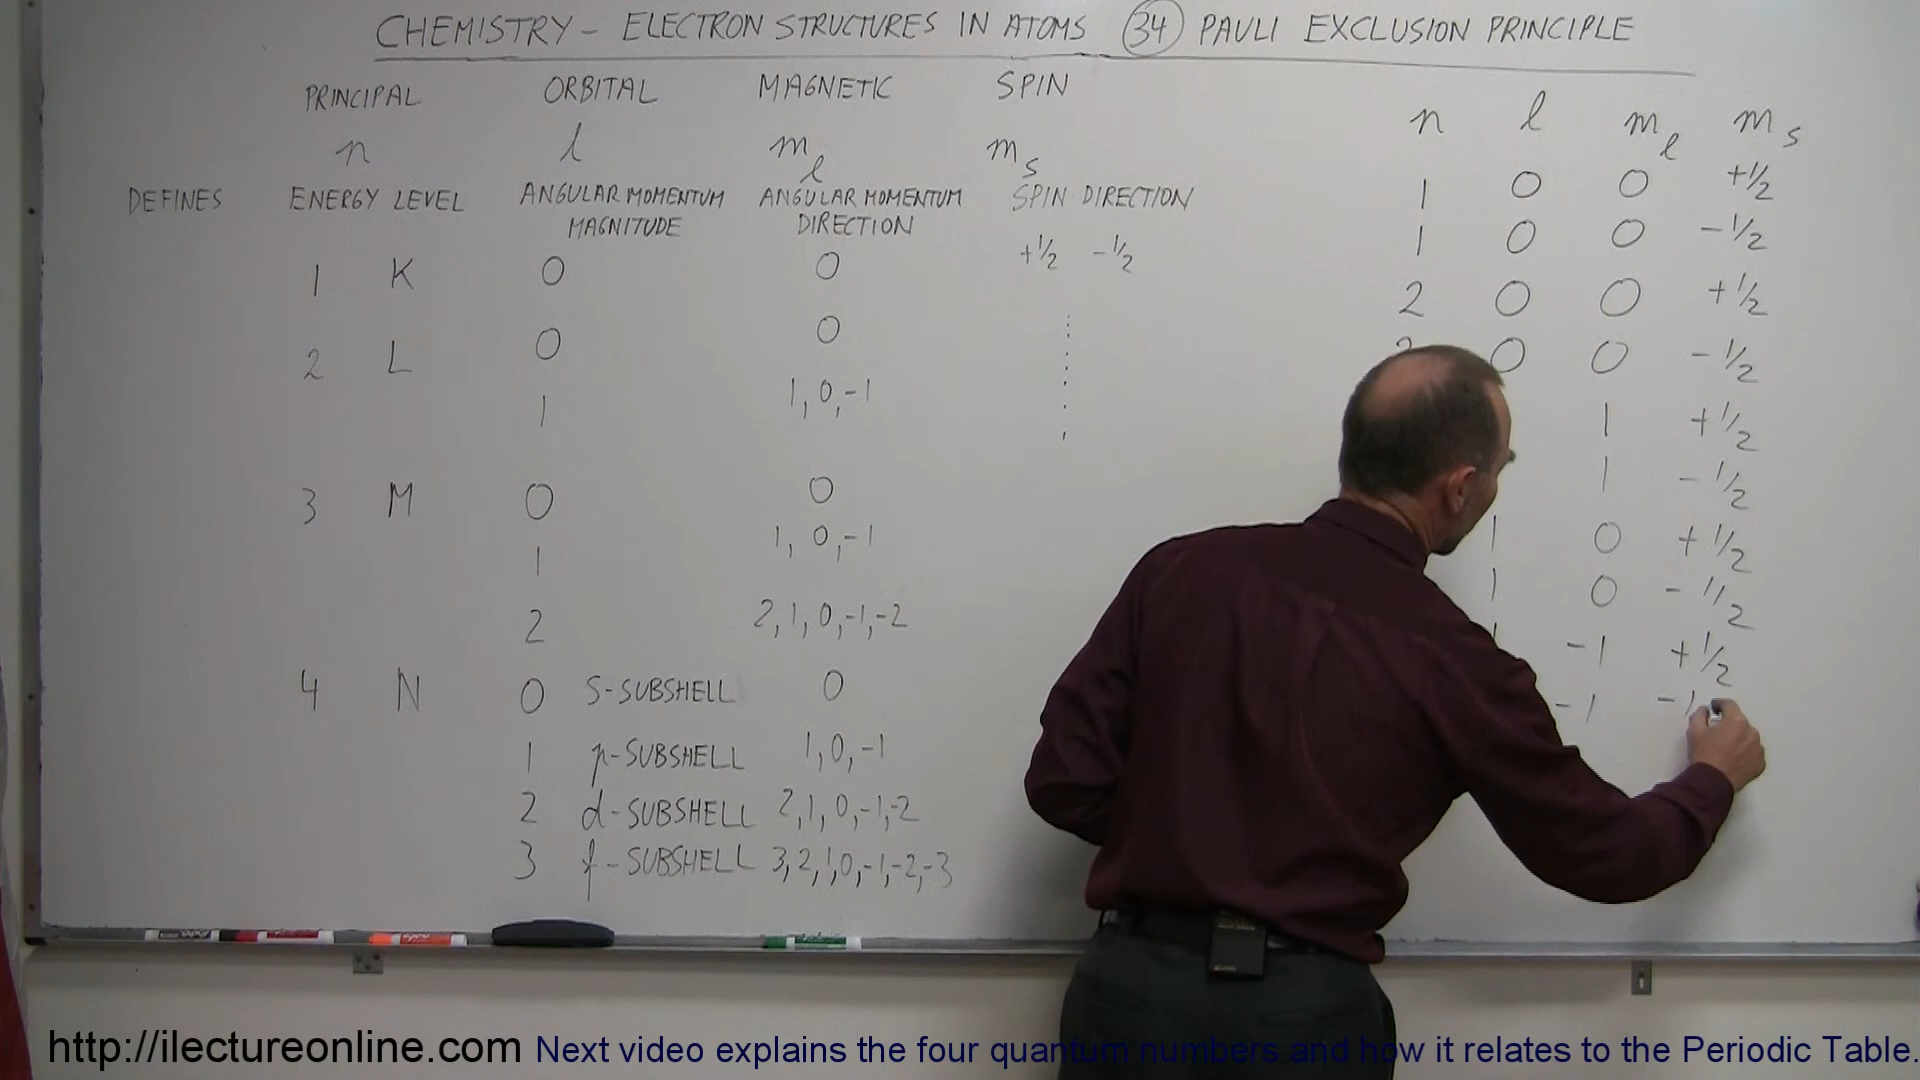 CHEMISTRY - ELECTRON STRUCTURES IN ATOMS 34 PAULI EXCLUSION PRINCIPLE
PRINCIPAL ORBITAL MAGNETIC SPIN
n l m l m s
DEFINES ENERGY LEVEL ANGULAR MOMENTUM ANGULAR MOMENTUM SPIN DIRECTION
MAGNITUDE DIRECTION
1 K 0 0 +1/2 -1/2
2 L 0 0
1 1, 0, -1
3 M 0 0
1 1, 0, -1
2 2, 1, 0, -1, -2
4 N 0 S-SUBSHELL 0
1 p-SUBSHELL 1, 0, -1
2 d-SUBSHELL 2, 1, 0, -1, -2
3 f-SUBSHELL 3, 2, 1, 0, -1, -2, -3
n l m l m s
1 0 0 +1/2
1 0 0 -1/2
2 0 0 +1/2
0 0 -1/2
1 +1/2
1 -1/2
1 0 +1/2
1 0 -1/2
-1 +1/2
-1 -1
http://ilectureonline.com Next video explains the four quantum numbers and how it relates to the Periodic Table.